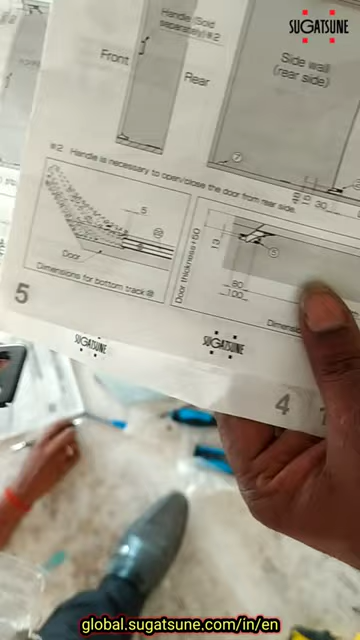 SUGATSUNE
Handle (Sold
separately)※2
Front
Rear
Side wall
(rear side)
30
※2 Handle is necessary to open/close the door from rear side.
5
Door
Dimensions for bottom track
Door thickness+50
13
80
100
5
SUGATSUNE
SUGATSUNE
4
global.sugatsune.com/in/en